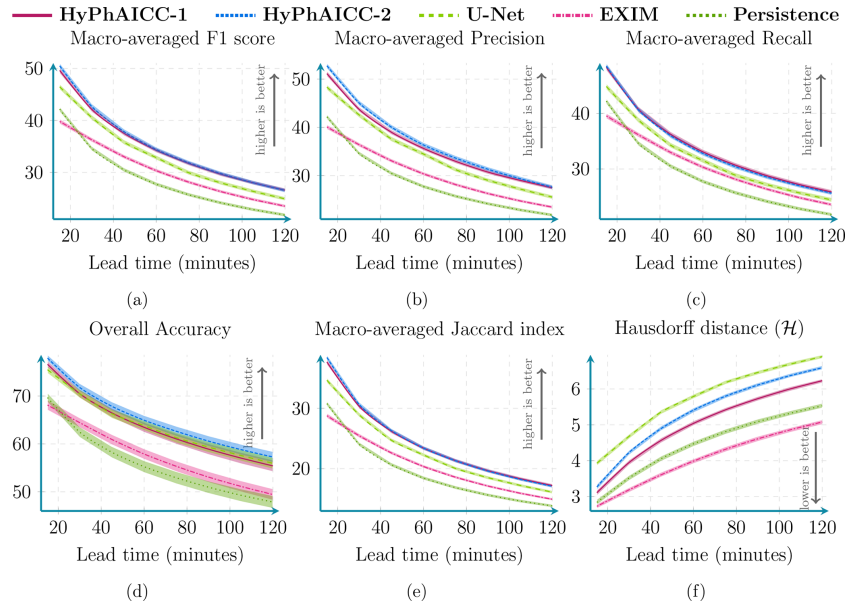 HyPhAICC-1 HyPhAICC-2 U-Net EXIM Persistence
Macro-averaged F1 score
50
40
30
20 40 60 80 100 120
higher is better
Lead time (minutes)
(a)
Macro-averaged Precision
50
40
30
20 40 60 80 100 120
higher is better
Lead time (minutes)
(b)
Macro-averaged Recall
40
30
20 40 60 80 100 120
higher is better
Lead time (minutes)
(c)
Overall Accuracy
70
60
50
20 40 60 80 100 120
higher is better
Lead time (minutes)
(d)
Macro-averaged Jaccard index
30
20
20 40 60 80 100 120
higher is better
Lead time (minutes)
(e)
Hausdorff distance (ℋ)
6
5
4
3
20 40 60 80 100 120
lower is better
Lead time (minutes)
(f)